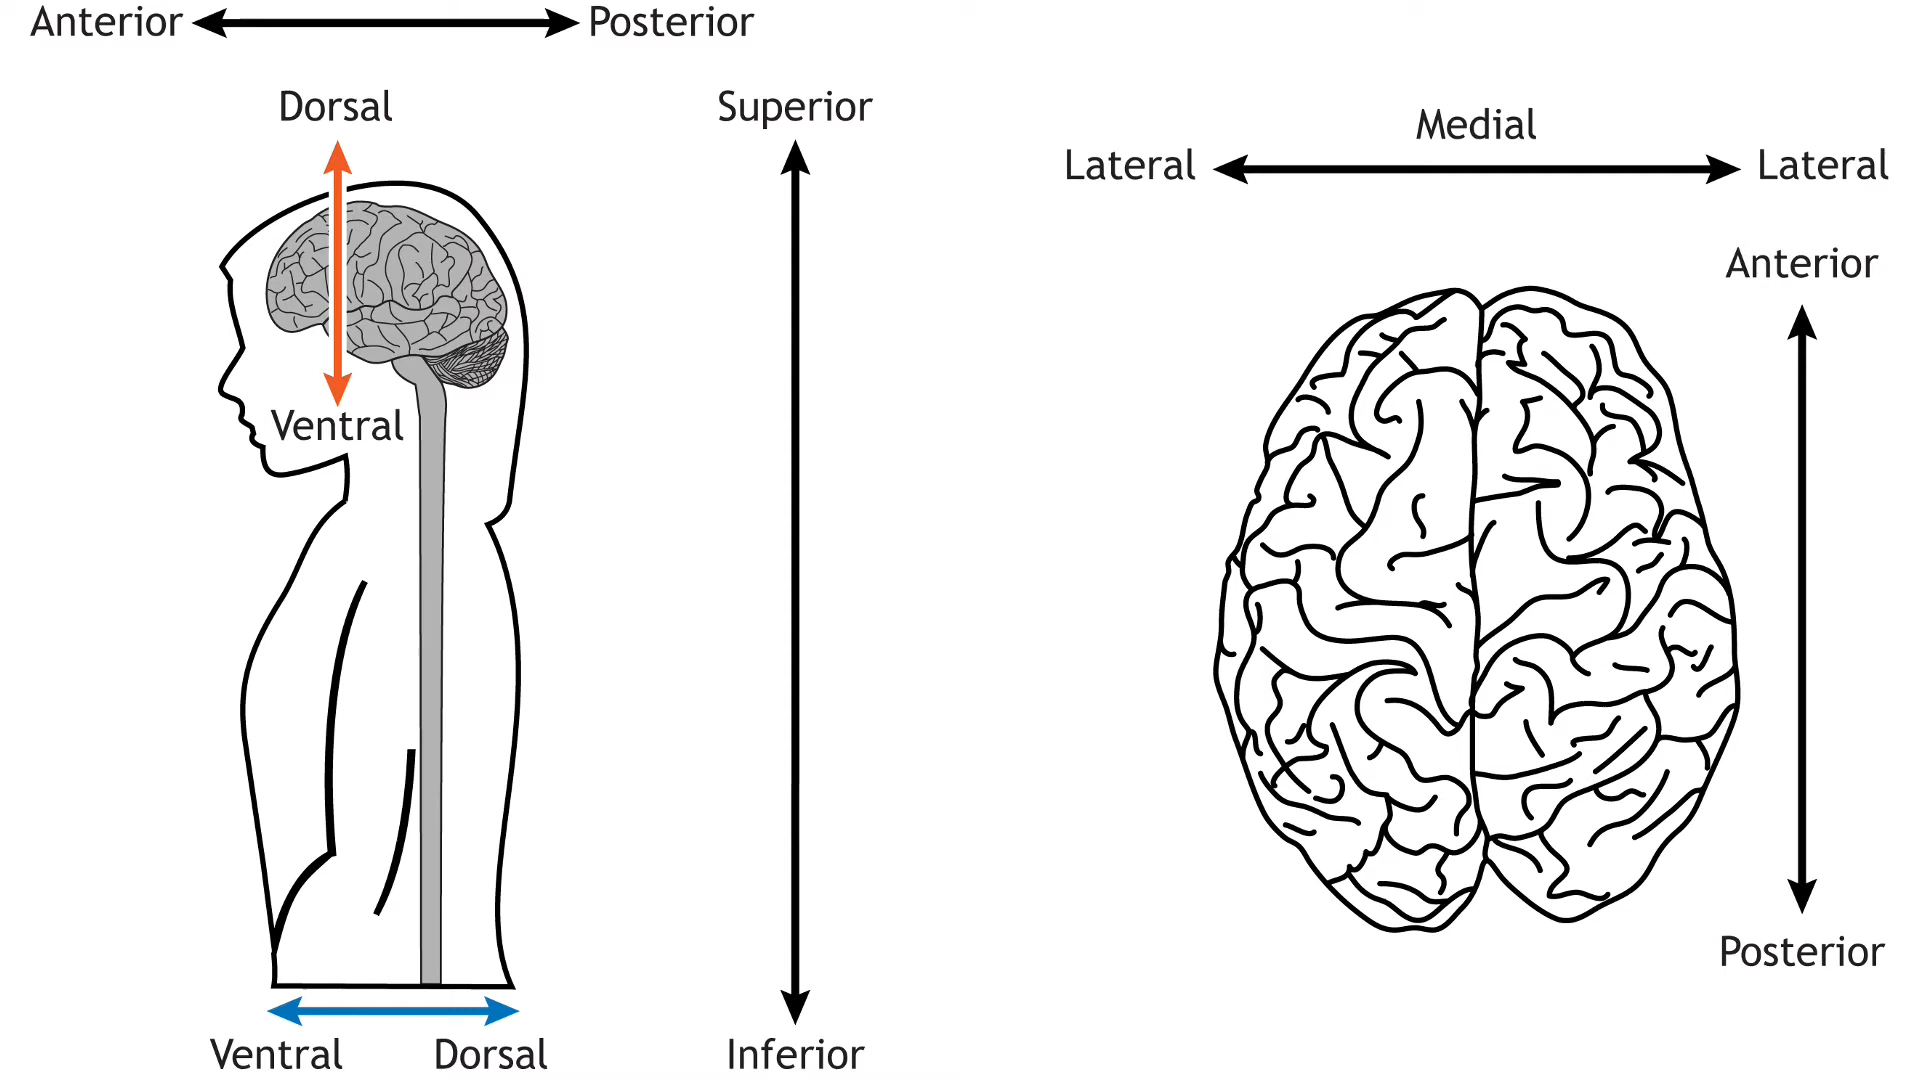 Anterior
Posterior
Dorsal
Superior
Ventral
Ventral
Dorsal
Inferior
Medial
Lateral
Lateral
Anterior
Posterior